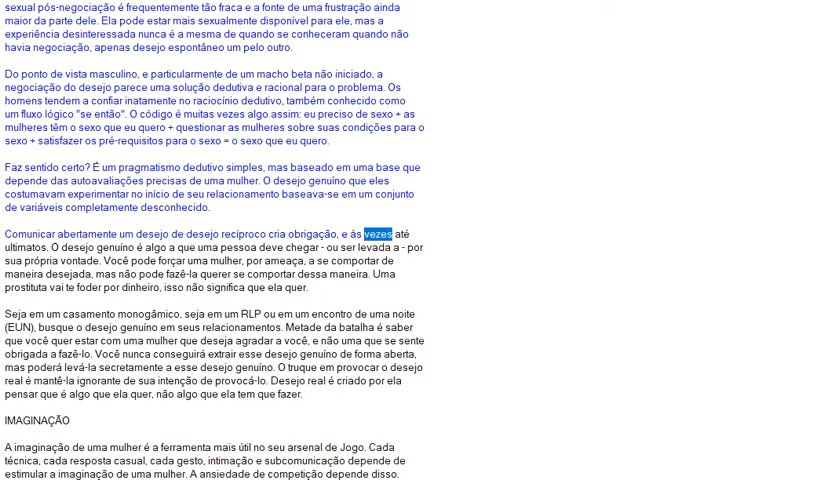 sexual pós-negociação é frequentemente tão fraca e a fonte de uma frustração ainda
maior da parte dele. Ela pode estar mais sexualmente disponível para ele, mas a
experiência desinteressada nunca é a mesma de quando se conheceram quando não
havia negociação, apenas desejo espontâneo um pelo outro.

Do ponto de vista masculino, e particularmente de um macho beta não iniciado, a
negociação do desejo parece uma solução dedutiva e racional para o problema. Os
homens tendem a confiar inatamente no raciocínio dedutivo, também conhecido como
um fluxo lógico "se então". O código é muitas vezes algo assim: eu preciso de sexo + as
mulheres têm o sexo que eu quero + questionar as mulheres sobre suas condições para o
sexo + satisfazer os pré-requisitos para o sexo = o sexo que eu quero.

Faz sentido certo? É um pragmatismo dedutivo simples, mas baseado em uma base que
depende das autoavaliações precisas de uma mulher. O desejo genuíno que eles
costumavam experimentar no início de seu relacionamento baseava-se em um conjunto
de variáveis completamente desconhecido.

Comunicar abertamente um desejo de desejo recíproco cria obrigação, e às vezes até
ultimatos. O desejo genuíno é algo a que uma pessoa deve chegar - ou ser levada a - por
sua própria vontade. Você pode forçar uma mulher, por ameaça, a se comportar de
maneira desejada, mas não pode fazê-la querer se comportar dessa maneira. Uma
prostituta vai te foder por dinheiro, isso não significa que ela quer.

Seja em um casamento monogâmico, seja em um RLP ou em um encontro de uma noite
(EUN), busque o desejo genuíno em seus relacionamentos. Metade da batalha é saber
que você quer estar com uma mulher que deseja agradar a você, e não uma que se sente
obrigada a fazê-lo. Você nunca conseguirá extrair esse desejo genuíno de forma aberta,
mas poderá levá-la secretamente a esse desejo genuíno. O truque em provocar o desejo
real é mantê-la ignorante de sua intenção de provocá-lo. Desejo real é criado por ela
pensar que é algo que ela quer, não algo que ela tem que fazer.

IMAGINAÇÃO

A imaginação de uma mulher é a ferramenta mais útil no seu arsenal de Jogo. Cada
técnica, cada resposta casual, cada gesto, intimação e subcomunicação depende de
estimular a imaginação de uma mulher. A ansiedade de competição depende disso.